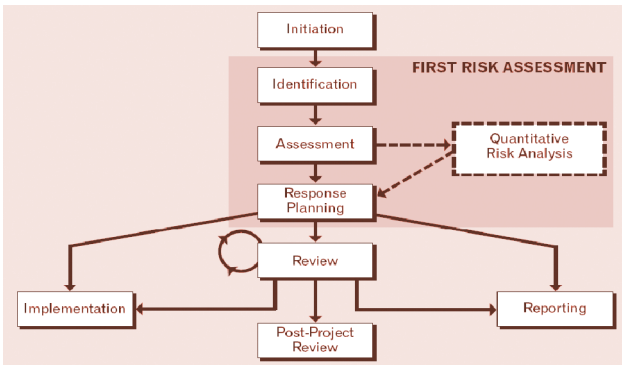 Initiation
FIRST RISK ASSESSMENT
Identification
Assessment
Quantitative
Risk Analysis
Response
Planning
Review
Implementation
Reporting
Post-Project
Review